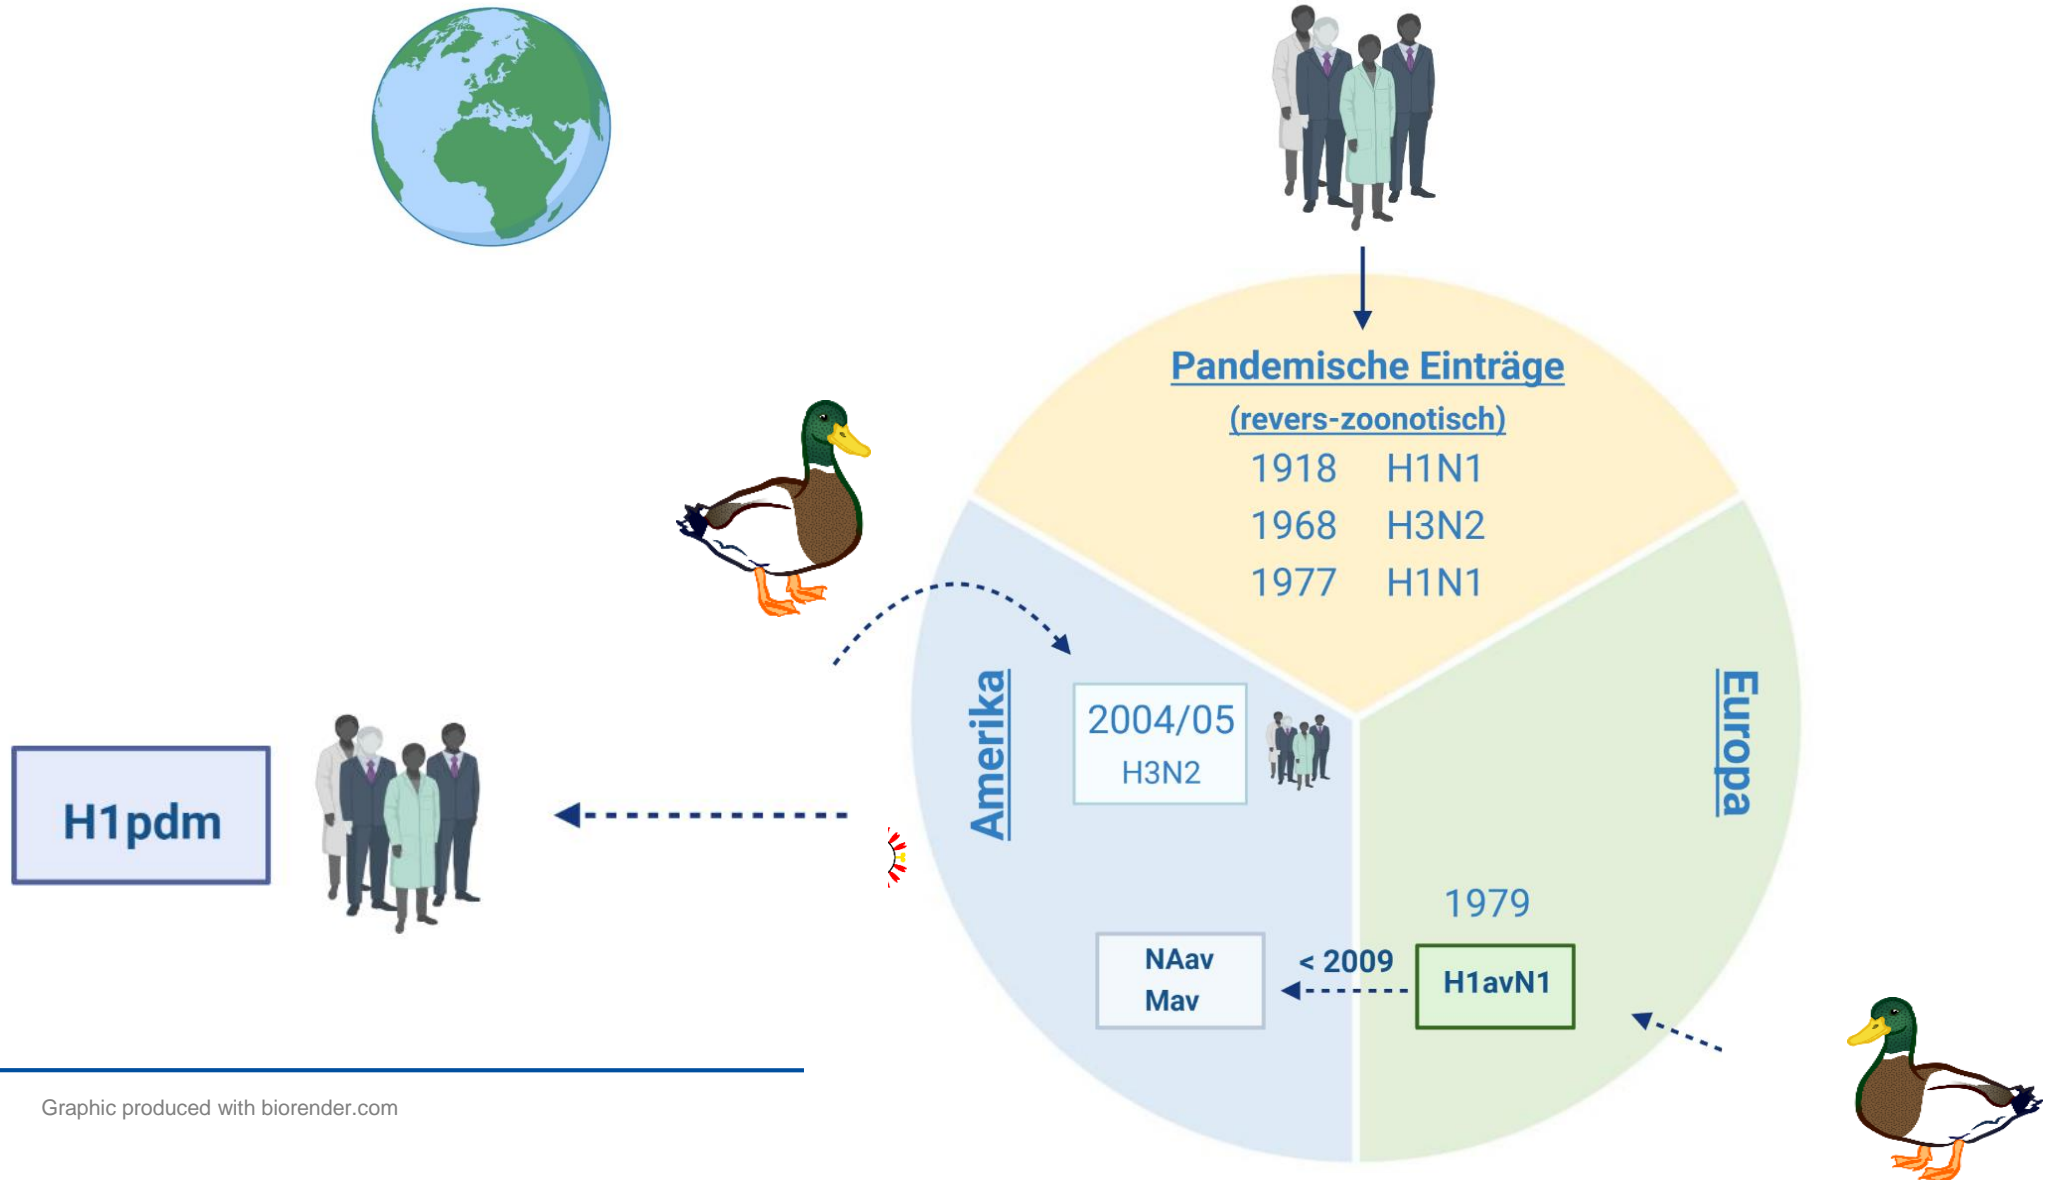 Pandemische Einträge
(revers-zoonotisch)
1918 H1N1
1968 H3N2
1977 H1N1
Amerika
2004/05
H3N2
Europa
H1pdm
1979
NAav
Mav
< 2009
H1avN1
Graphic produced with biorender.com